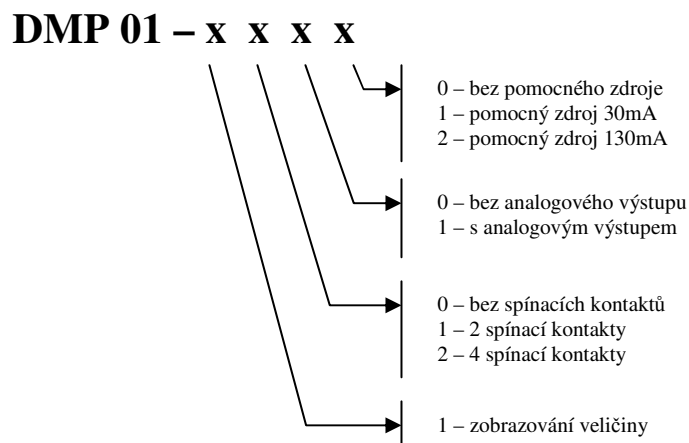 DMP 01 – x x x x
0 – bez pomocného zdroje
1 – pomocný zdroj 30mA
2 – pomocný zdroj 130mA
0 – bez analogového výstupu
1 – s analogovým výstupem
0 – bez spínacích kontaktů
1 – 2 spínací kontakty
2 – 4 spínací kontakty
1 – zobrazování veličiny